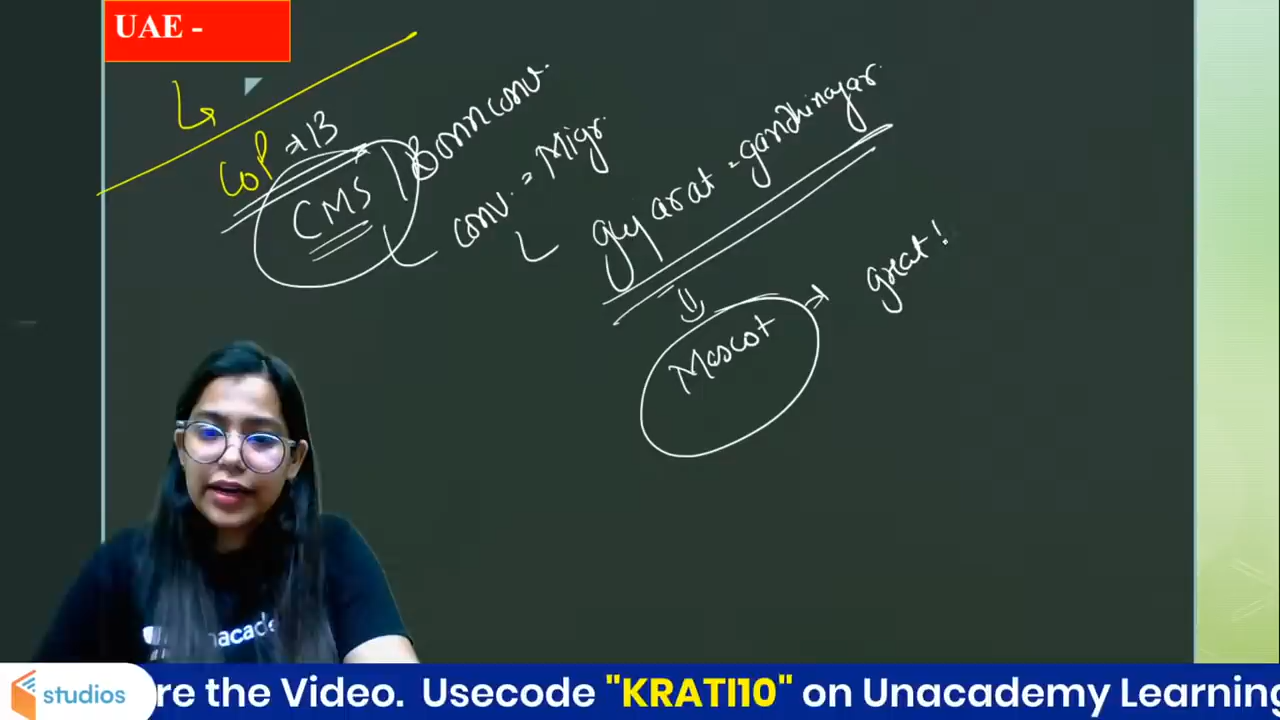 UAE -
CoP → 13
CMS | Bonn conv.
conv. = Migr.
gujarat - gandhinagar
Mascot → great!
nacade
studios
re the Video. Usecode "KRATI10" on Unacademy Learning